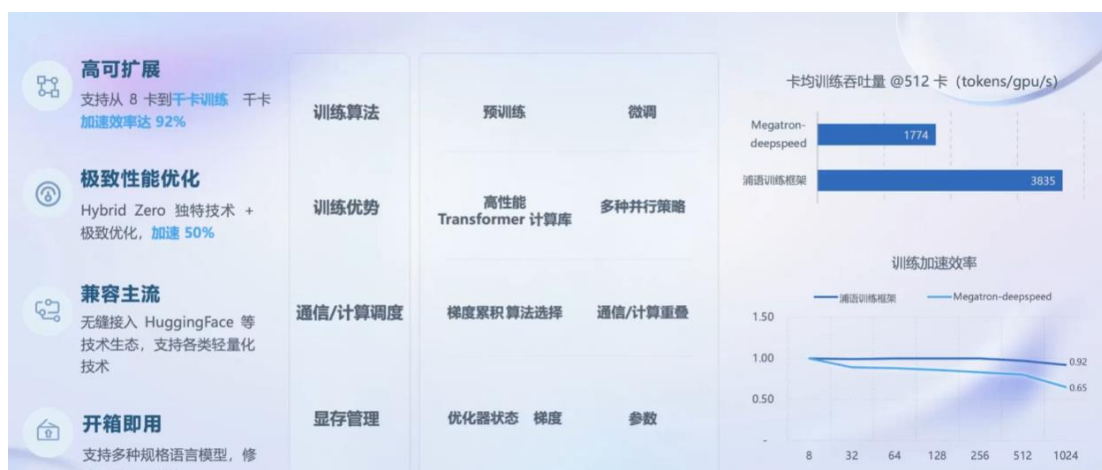 高可扩展
支持从 8 卡到千卡训练 千卡
加速效率达 92%
极致性能优化
Hybrid Zero 独特技术 +
极致优化，加速 50%
兼容主流
无缝接入 HuggingFace 等
技术生态，支持各类轻量化
技术
开箱即用
支持多种规格语言模型，修
训练算法
预训练
微调
训练优势
高性能
Transformer 计算库
多种并行策略
通信/计算调度
梯度累积算法选择
通信/计算重叠
显存管理
优化器状态 梯度
参数
卡均训练吞吐量 @512 卡（tokens/gpu/s）
Megatron-
deepspeed
1774
浦语训练框架
3835
训练加速效率
浦语训练框架
Megatron-deepspeed
1.50
1.00
0.50
-
0.92
0.65
8 32 64 128 256 512 1024